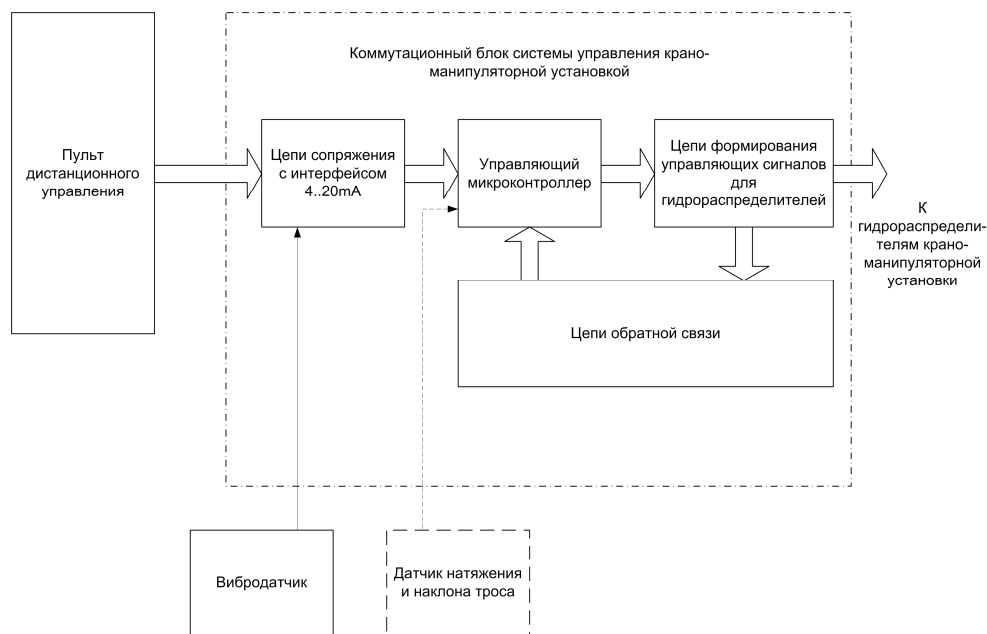 Коммутационный блок системы управления крано-
манипуляторной установкой
Пульт
дистанционного
управления
Цепи сопряжения
с интерфейсом
4..20mA
Управляющий
микроконтроллер
Цепи формирования
управляющих сигналов
для
гидрораспределителей
К
гидрораспредели-
телям крано-
манипуляторной
установки
Цепи обратной связи
Вибродатчик
Датчик натяжения
и наклона троса